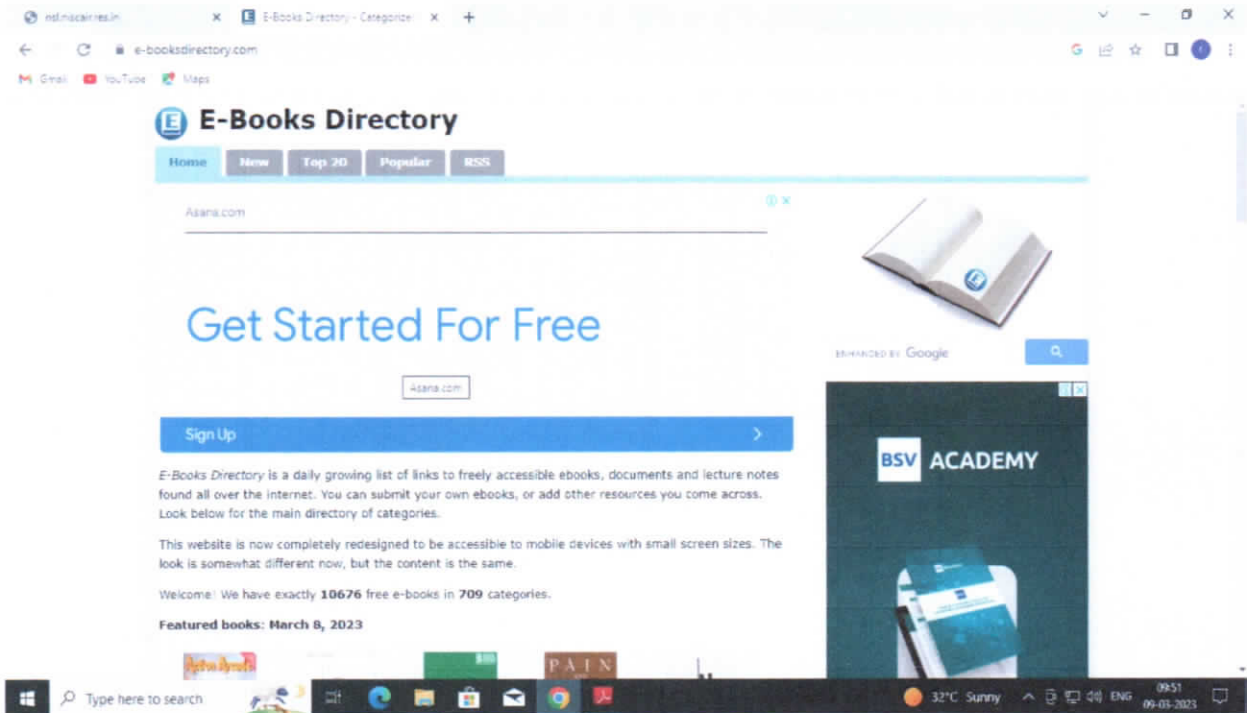 nsl.niscair.res.in
E-Books Directory - Categorize
e-booksdirectory.com
Gmail YouTube Maps
E-Books Directory
Home New Top 20 Popular RSS
Asana.com
Get Started For Free
Asana.com
Sign Up
ENHANCED BY Google
BSV ACADEMY
E-Books Directory is a daily growing list of links to freely accessible ebooks, documents and lecture notes
found all over the internet. You can submit your own ebooks, or add other resources you come across.
Look below for the main directory of categories.
This website is now completely redesigned to be accessible to mobile devices with small screen sizes. The
look is somewhat different now, but the content is the same.
Welcome! We have exactly 10676 free e-books in 709 categories.
Featured books: March 8, 2023
PAIN
Type here to search
32°C Sunny
ENG
09:51
09-03-2023